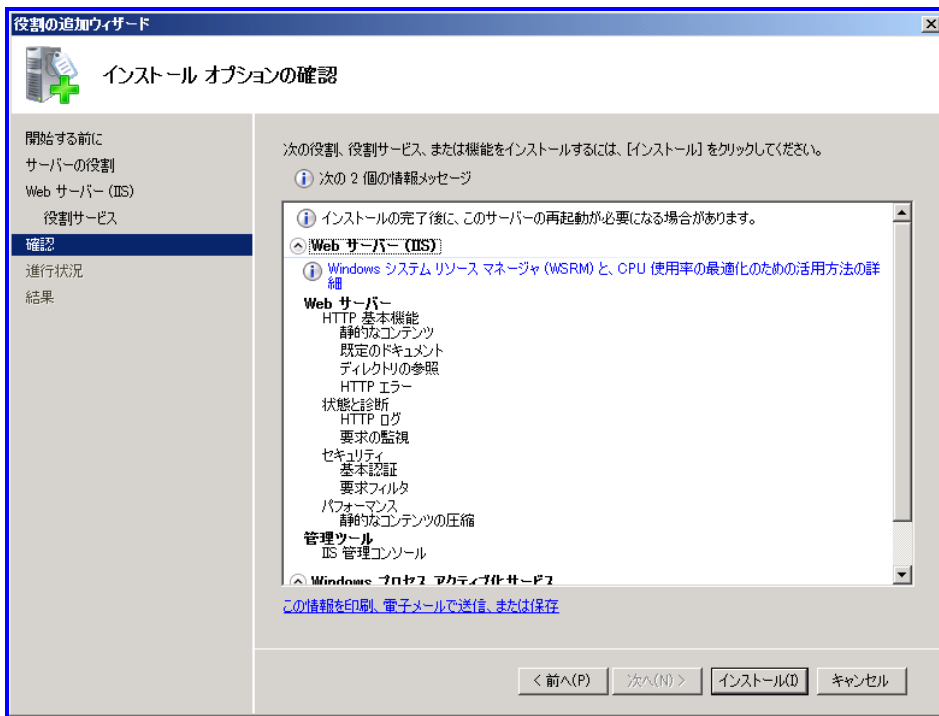 役割の追加ウィザード
インストール オプションの確認
開始する前に
サーバーの役割
Web サーバー (IIS)
役割サービス
確認
進行状況
結果
次の役割、役割サービス、または機能をインストールするには、[インストール] をクリックしてください。
次の 2 個の情報メッセージ
インストールの完了後に、このサーバーの再起動が必要になる場合があります。
Web サーバー (IIS)
Windows システム リソース マネージャ (WSRM) と、CPU 使用率の最適化のための活用方法の詳
細
Web サーバー
HTTP 基本機能
静的なコンテンツ
既定のドキュメント
ディレクトリの参照
HTTP エラー
状態と診断
HTTP ログ
要求の監視
セキュリティ
基本認証
要求フィルタ
パフォーマンス
静的なコンテンツの圧縮
管理ツール
IIS 管理コンソール
Windows プロセス アクティブ化サービス
この情報を印刷、電子メールで送信、または保存
< 前へ(P)
次へ(N) >
インストール(I)
キャンセル